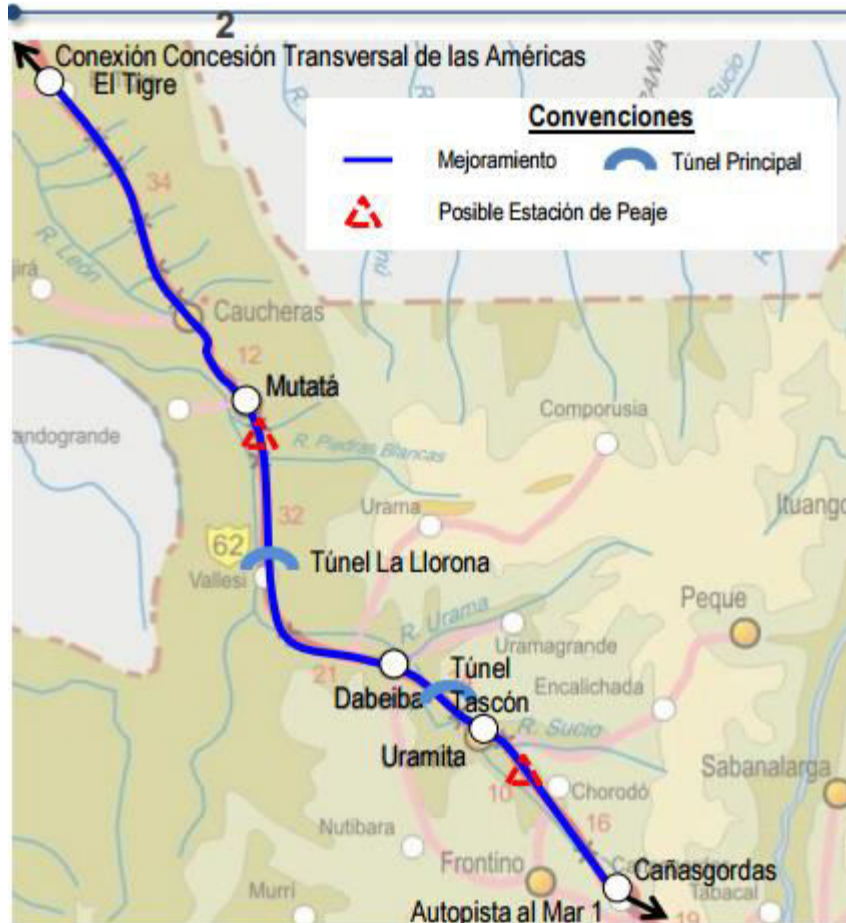 2
Conexión Concesión Transversal de las Américas
El Tigre
Convenciones
Mejoramiento
Túnel Principal
Posible Estación de Peaje
34
R. León
Caucheras
12
Mutatá
Comporusia
andogrande
R. Piedras Blancas
Urama
Ituango
32
62
Túnel La Llorona
Vallesi
Peque
R. Urama
Uramagrande
21
Túnel
Tascón
Dabeiba
Encalichada
R. Sucio
Uramita
Sabanalarga
10
Chorodó
Nutibara
16
Frontino
Cañasgordas
Murrí
Tabacal
Autopista al Mar 1
19